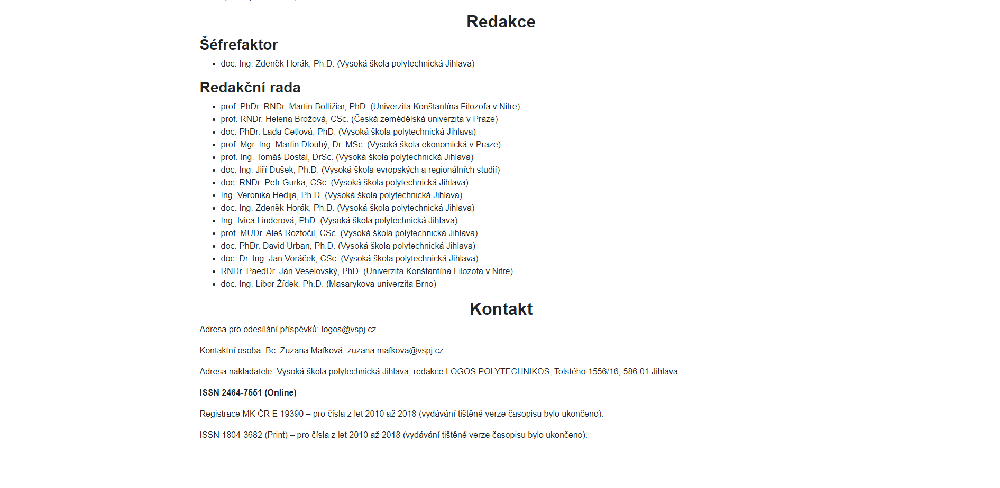 Redakce
Šéfrefaktor
doc. Ing. Zdeněk Horák, Ph.D. (Vysoká škola polytechnická Jihlava)
Redakční rada
prof. PhDr. RNDr. Martin Boltižiar, PhD. (Univerzita Konštantína Filozofa v Nitre)
prof. RNDr. Helena Brožová, CSc. (Česká zemědělská univerzita v Praze)
doc. PhDr. Lada Cetlová, PhD. (Vysoká škola polytechnická Jihlava)
prof. Mgr. Ing. Martin Dlouhý, Dr. MSc. (Vysoká škola ekonomická v Praze)
prof. Ing. Tomáš Dostál, DrSc. (Vysoká škola polytechnická Jihlava)
doc. Ing. Jiří Dušek, Ph.D. (Vysoká škola evropských a regionálních studií)
doc. RNDr. Petr Gurka, CSc. (Vysoká škola polytechnická Jihlava)
Ing. Veronika Hedija, Ph.D. (Vysoká škola polytechnická Jihlava)
doc. Ing. Zdeněk Horák, Ph.D. (Vysoká škola polytechnická Jihlava)
Ing. Ivica Linderová, PhD. (Vysoká škola polytechnická Jihlava)
prof. MUDr. Aleš Roztočil, CSc. (Vysoká škola polytechnická Jihlava)
doc. PhDr. David Urban, Ph.D. (Vysoká škola polytechnická Jihlava)
doc. Dr. Ing. Jan Voráček, CSc. (Vysoká škola polytechnická Jihlava)
RNDr. PaedDr. Ján Veselovský, PhD. (Univerzita Konštantína Filozofa v Nitre)
doc. Ing. Libor Žídek, Ph.D. (Masarykova univerzita Brno)
Kontakt
Adresa pro odesílání příspěvků: logos@vspj.cz
Kontaktní osoba: Bc. Zuzana Mafková: zuzana.mafkova@vspj.cz
Adresa nakladatele: Vysoká škola polytechnická Jihlava, redakce LOGOS POLYTECHNIKOS, Tolstého 1556/16, 586 01 Jihlava
ISSN 2464-7551 (Online)
Registrace MK ČR E 19390 – pro čísla z let 2010 až 2018 (vydávání tištěné verze časopisu bylo ukončeno).
ISSN 1804-3682 (Print) – pro čísla z let 2010 až 2018 (vydávání tištěné verze časopisu bylo ukončeno).